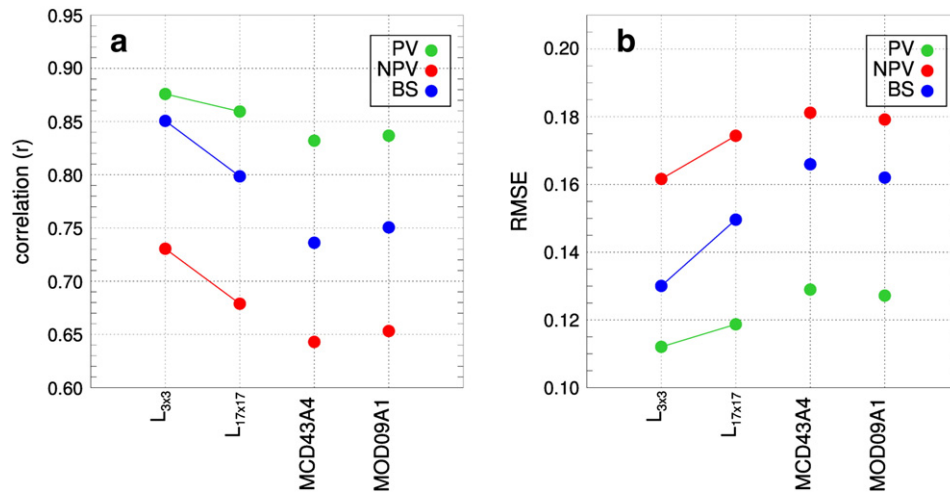 a
PV
NPV
BS
0.95
0.90
0.85
0.80
0.75
0.70
0.65
0.60
correlation (r)
L3x3
L17x17
MCD43A4
MOD09A1
b
PV
NPV
BS
0.20
0.18
0.16
0.14
0.12
0.10
RMSE
L3x3
L17x17
MCD43A4
MOD09A1